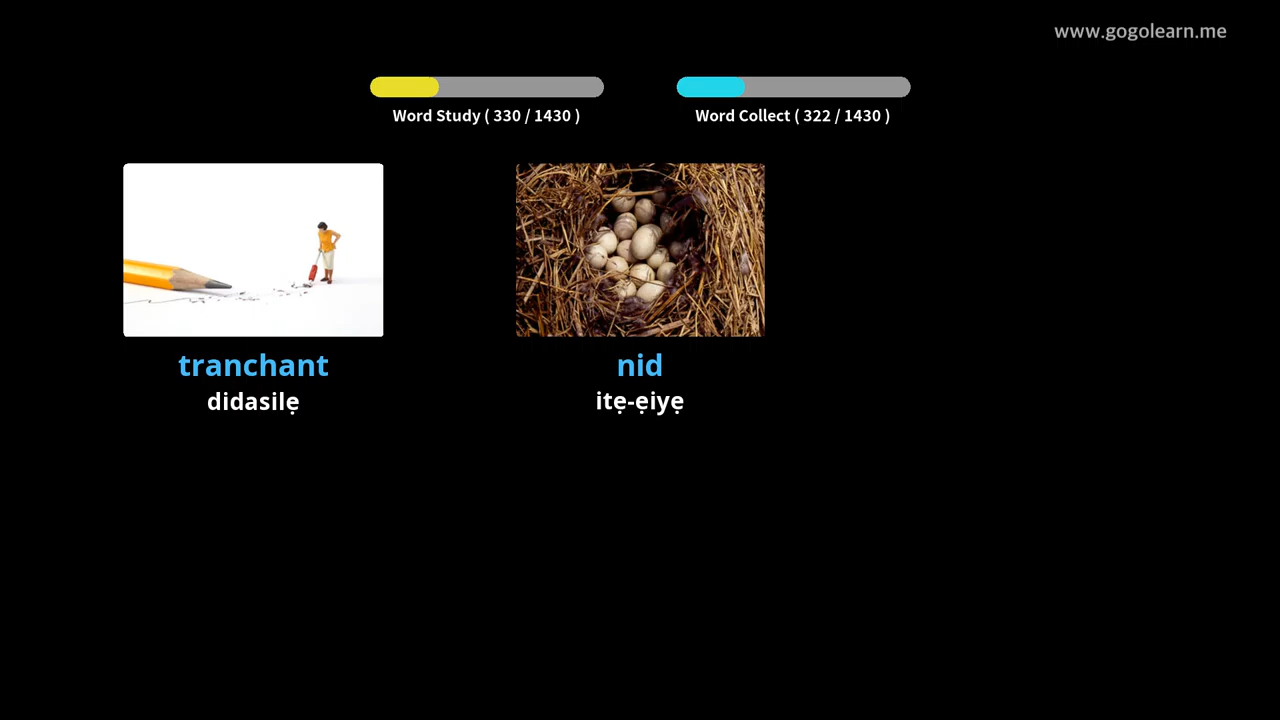 www.gogolearn.me
Word Study ( 330 / 1430 )
Word Collect ( 322 / 1430 )
tranchant
didasilẹ
nid
itẹ-ẹiyẹ